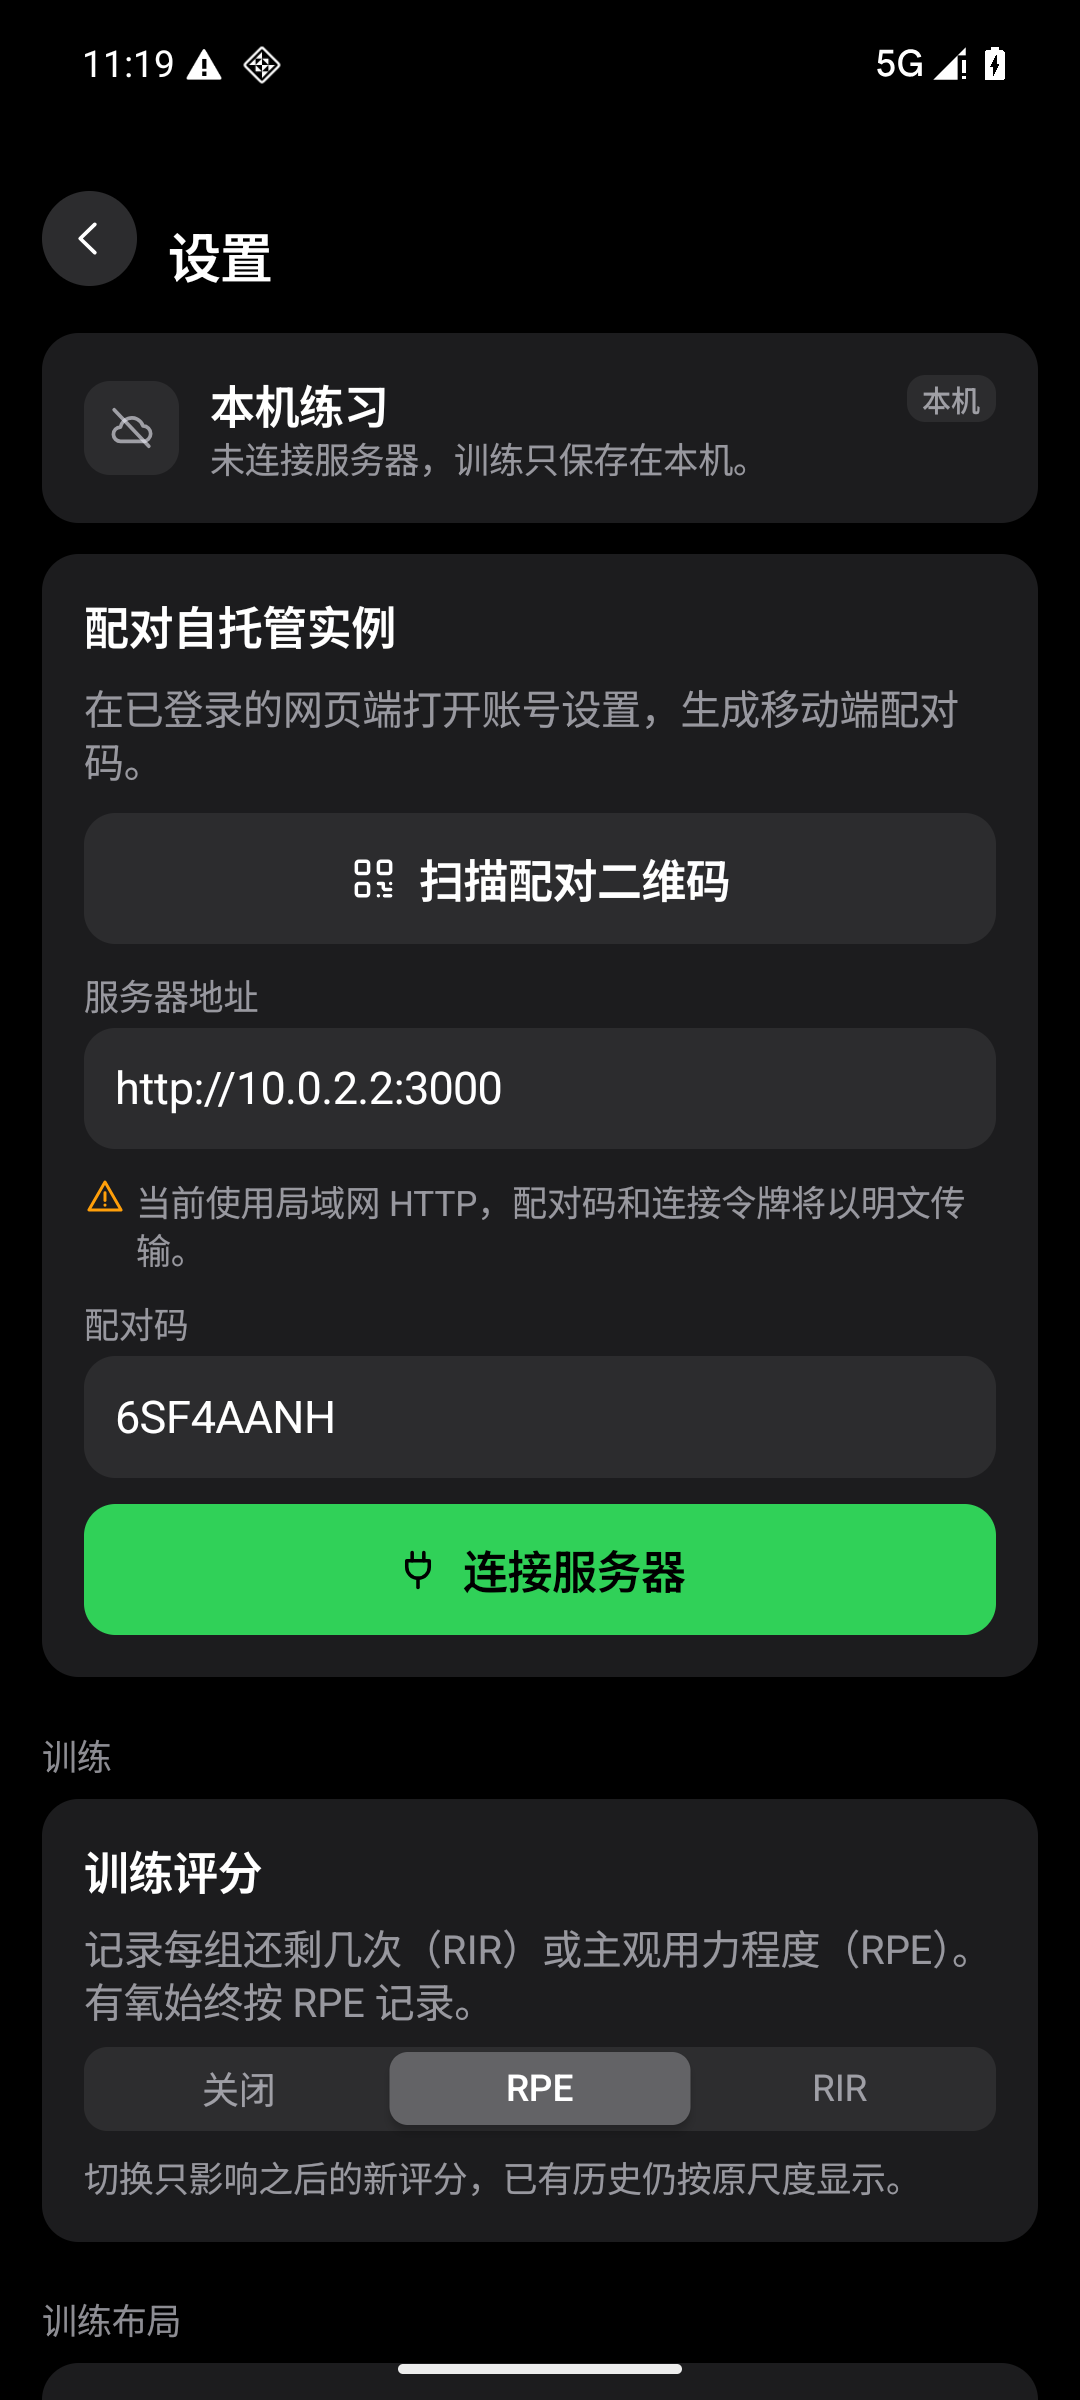 11:19
5G
设置
本机练习
本机
未连接服务器，训练只保存在本机。
配对自托管实例
在已登录的网页端打开账号设置，生成移动端配对
码。
扫描配对二维码
服务器地址
http://10.0.2.2:3000
当前使用局域网 HTTP，配对码和连接令牌将以明文传
输。
配对码
6SF4AANH
连接服务器
训练
训练评分
记录每组还剩几次（RIR）或主观用力程度（RPE）。
有氧始终按 RPE 记录。
关闭
RPE
RIR
切换只影响之后的新评分，已有历史仍按原尺度显示。
训练布局